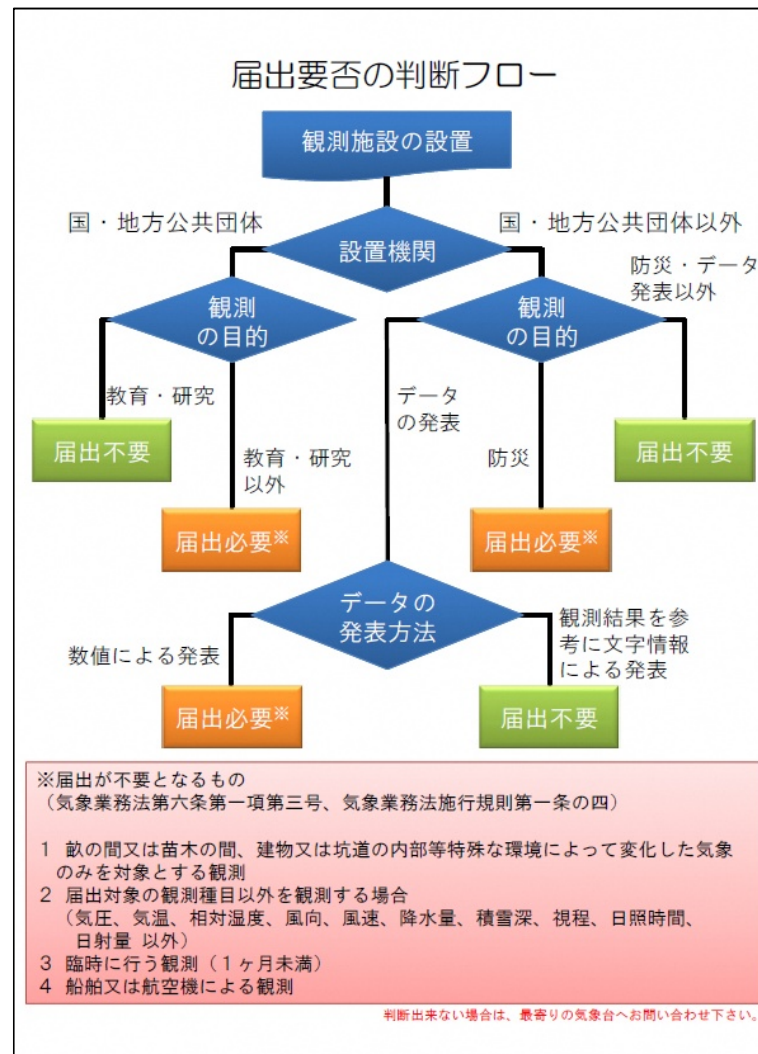 届出要否の判断フロー
観測施設の設置
国・地方公共団体
国・地方公共団体以外
設置機関
防災・データ
発表以外
観測
の目的
観測
の目的
教育・研究
データ
の発表
届出不要
届出不要
教育・研究
以外
防災
届出必要※
届出必要※
データの
発表方法
観測結果を参
考に文字情報
による発表
数値による発表
届出必要※
届出不要
※届出が不要となるもの
（気象業務法第六条第一項第三号、気象業務法施行規則第一条の四）
1 畝の間又は苗木の間、建物又は坑道の内部等特殊な環境によって変化した気象
のみを対象とする観測
2 届出対象の観測種目以外を観測する場合
（気圧、気温、相対湿度、風向、風速、降水量、積雪深、視程、日照時間、
日射量 以外）
3 臨時に行う観測（１ヶ月未満）
4 船舶又は航空機による観測
判断出来ない場合は、最寄りの気象台へお問い合わせ下さい。